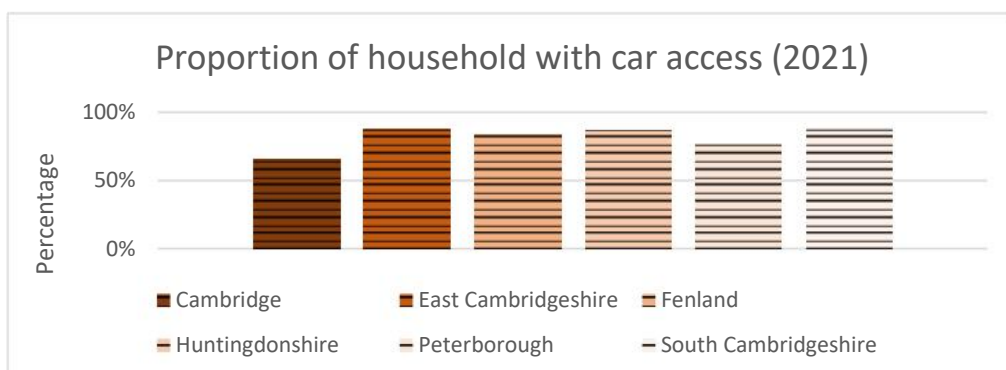 Proportion of household with car access (2021)
Percentage
100%
50%
0%
Cambridge
East Cambridgeshire
Fenland
Huntingdonshire
Peterborough
South Cambridgeshire